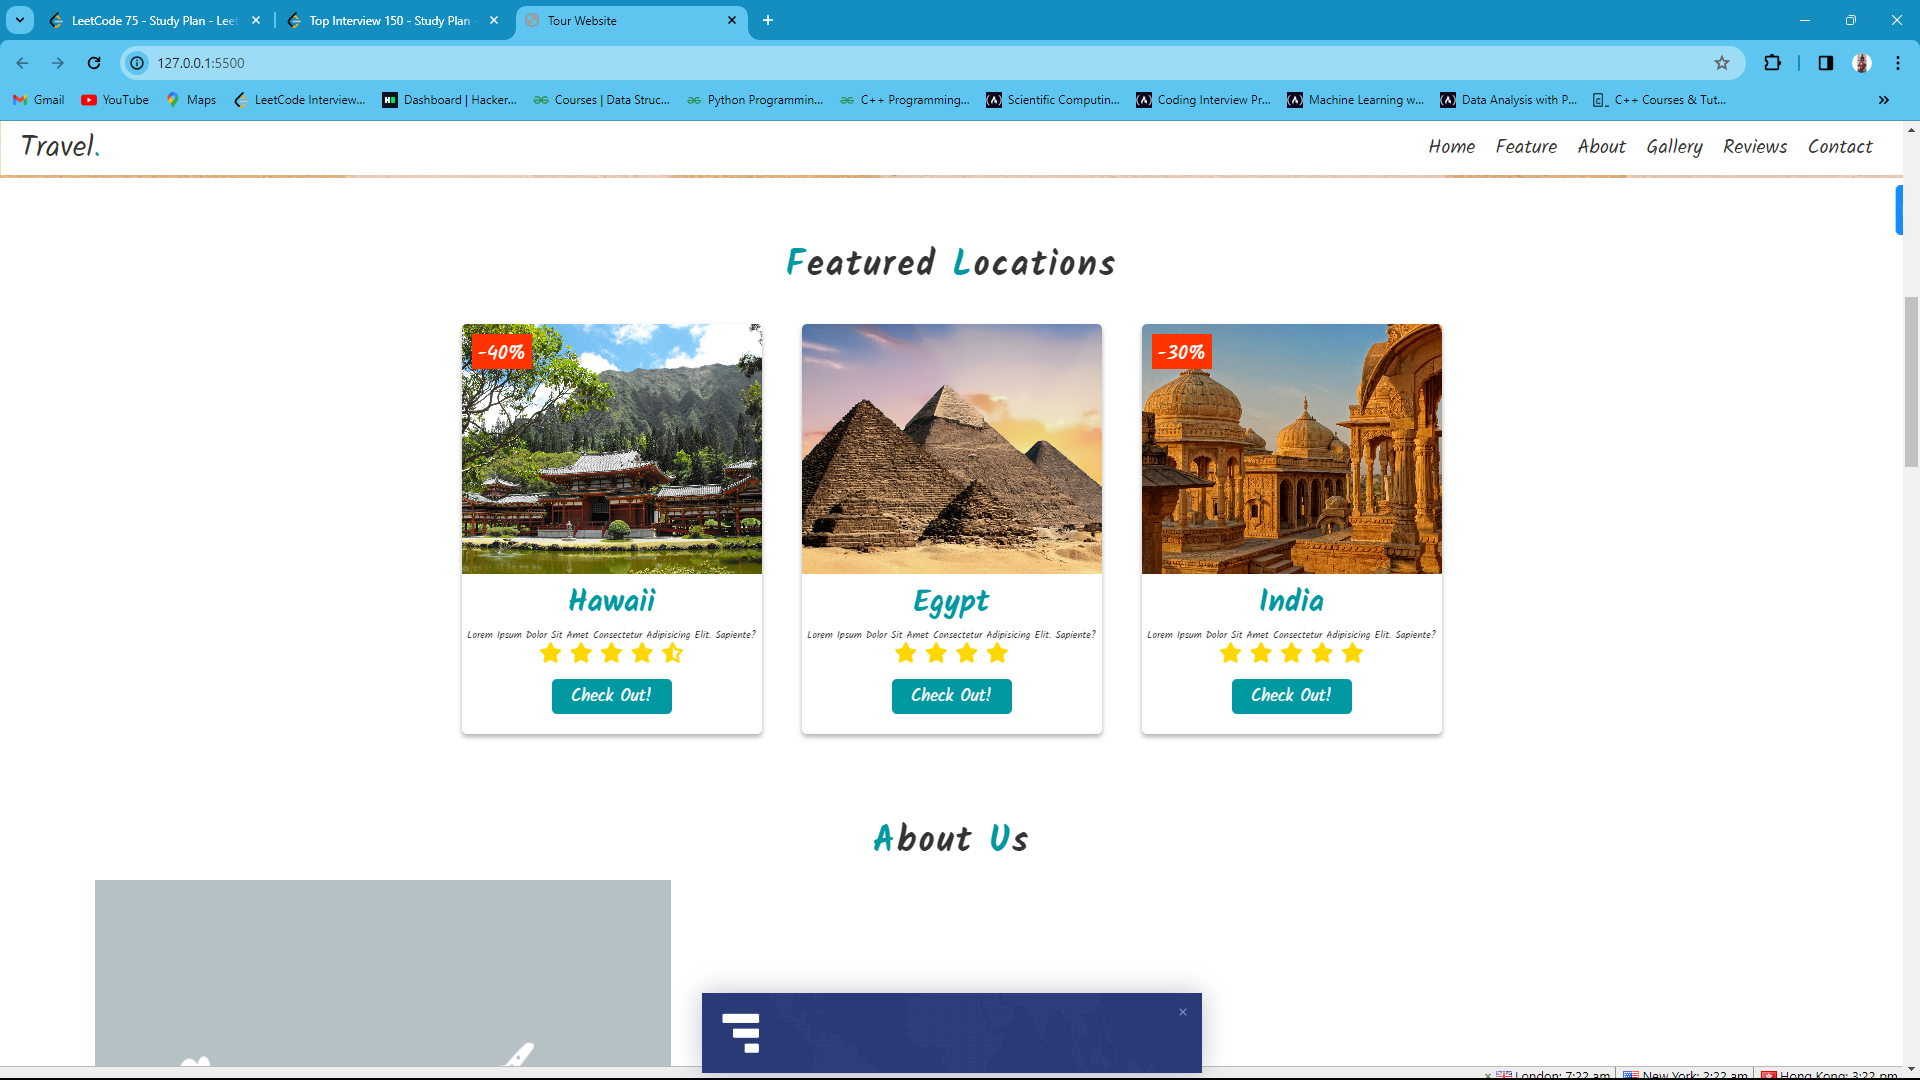 LeetCode 75 - Study Plan - Leet
Top Interview 150 - Study Plan -
Tour Website
127.0.0.1:5500
Gmail
YouTube
Maps
LeetCode Interview...
Dashboard | Hacker...
Courses | Data Struc...
Python Programmin...
C++ Programming...
Scientific Computin...
Coding Interview Pr...
Machine Learning w...
Data Analysis with P...
C++ Courses & Tut...
Travel.
Home Feature About Gallery Reviews Contact
Featured Locations
-40%
-30%
Hawaii
Lorem Ipsum Dolor Sit Amet Consectetur Adipisicing Elit. Sapiente?
Check Out!
Egypt
Lorem Ipsum Dolor Sit Amet Consectetur Adipisicing Elit. Sapiente?
Check Out!
India
Lorem Ipsum Dolor Sit Amet Consectetur Adipisicing Elit. Sapiente?
Check Out!
About Us
London: 7:22 am
New York: 2:22 am
Hong Kong: 3:22 pm